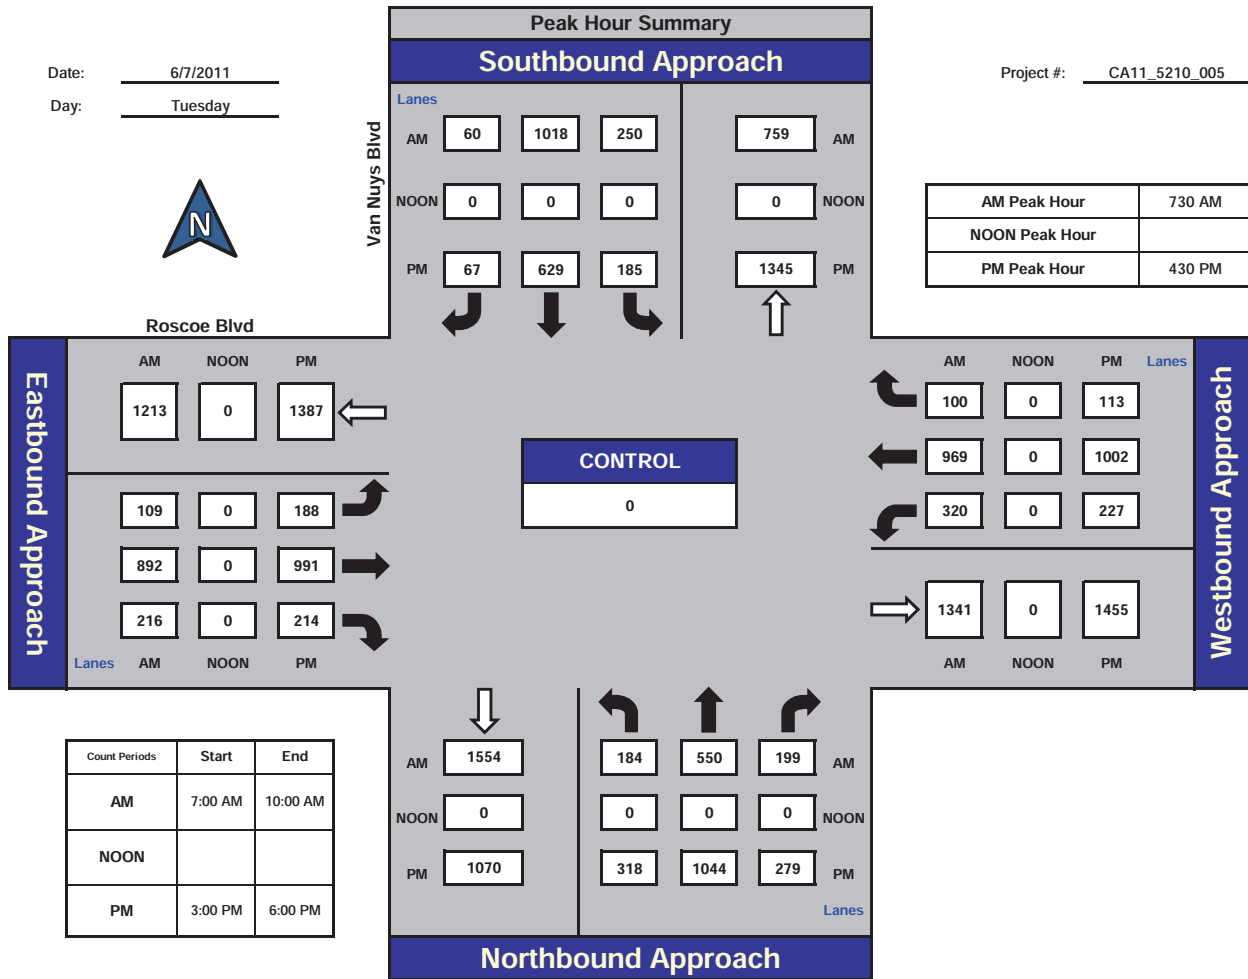 Peak Hour Summary
Southbound Approach
Date: 6/7/2011
Project #: CA11_5210_005
Day: Tuesday
Lanes
Van Nuys Blvd
AM 60 1018 250 759 AM
NOON 0 0 0 0 NOON
PM 67 629 185 1345 PM
N
AM Peak Hour 730 AM
NOON Peak Hour
PM Peak Hour 430 PM
Roscoe Blvd
Eastbound Approach
AM NOON PM
1213 0 1387
109 0 188
892 0 991
216 0 214
Lanes AM NOON PM
CONTROL
0
AM NOON PM Lanes
100 0 113
969 0 1002
320 0 227
1341 0 1455
AM NOON PM
Westbound Approach
Count Periods Start End
AM 7:00 AM 10:00 AM
NOON
PM 3:00 PM 6:00 PM
AM 1554 184 550 199 AM
NOON 0 0 0 0 NOON
PM 1070 318 1044 279 PM
Lanes
Northbound Approach